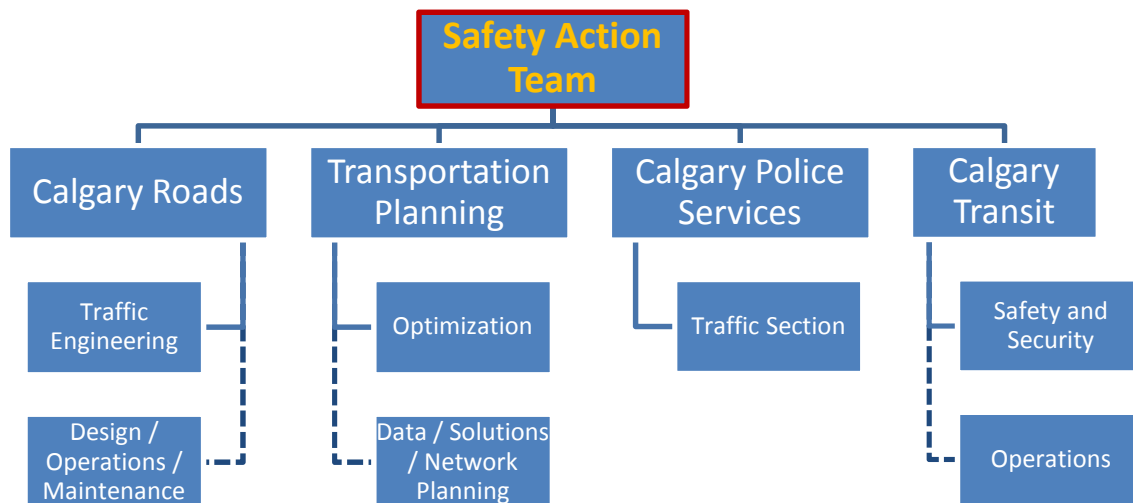 Safety Action
Team
Calgary Roads
Transportation
Planning
Calgary Police
Services
Calgary
Transit
Traffic
Engineering
Optimization
Traffic Section
Safety and
Security
Design /
Operations /
Maintenance
Data / Solutions
/ Network
Planning
Operations